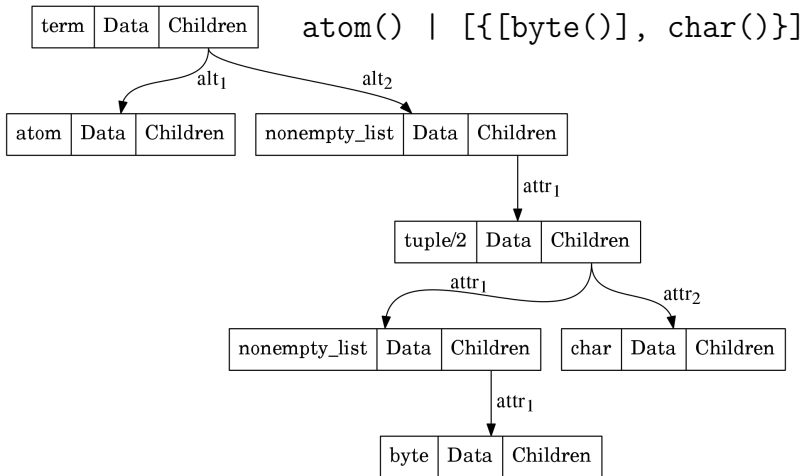 term Data Children
atom() | [{[byte()], char()}]
alt1 alt2
atom Data Children
nonempty_list Data Children
attr1
tuple/2 Data Children
attr1 attr2
nonempty_list Data Children
char Data Children
attr1
byte Data Children